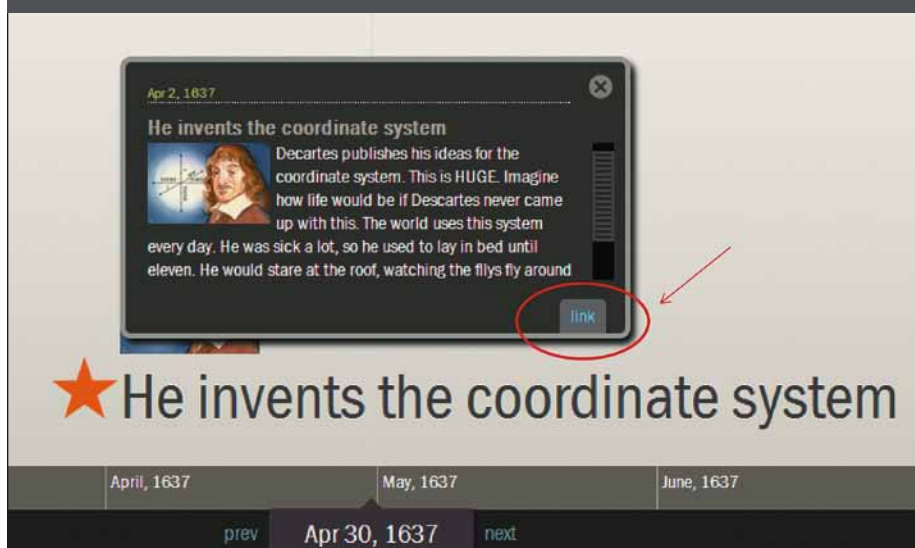 Apr 2, 1637
He invents the coordinate system
Decartes publishes his ideas for the
coordinate system. This is HUGE. Imagine
how life would be if Descartes never came
up with this. The world uses this system
every day. He was sick a lot, so he used to lay in bed until
eleven. He would stare at the roof, watching the fllys fly around
link
He invents the coordinate system
April, 1637
May, 1637
June, 1637
prev
Apr 30, 1637
next